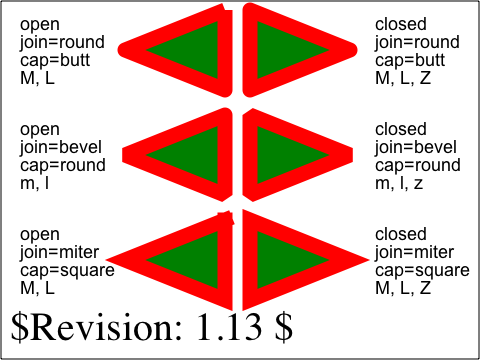 open
join=round
cap=butt
M, L
closed
join=round
cap=butt
M, L, Z
open
join=bevel
cap=round
m, l
closed
join=bevel
cap=round
m, l, z
open
join=miter
cap=square
M, L
closed
join=miter
cap=square
M, L, Z
$Revision: 1.13 $